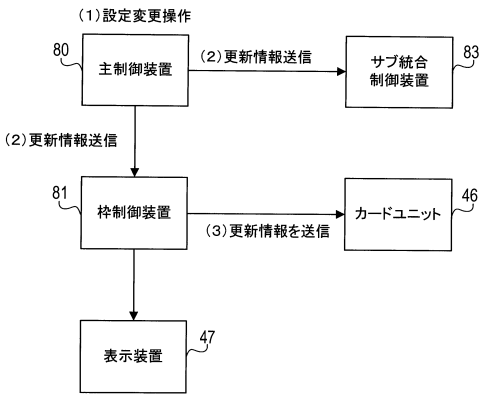 (1)設定変更操作
80
主制御装置
(2)更新情報送信
サブ統合
制御装置
83
(2)更新情報送信
81
枠制御装置
(3)更新情報を送信
カードユニット
46
表示装置
47